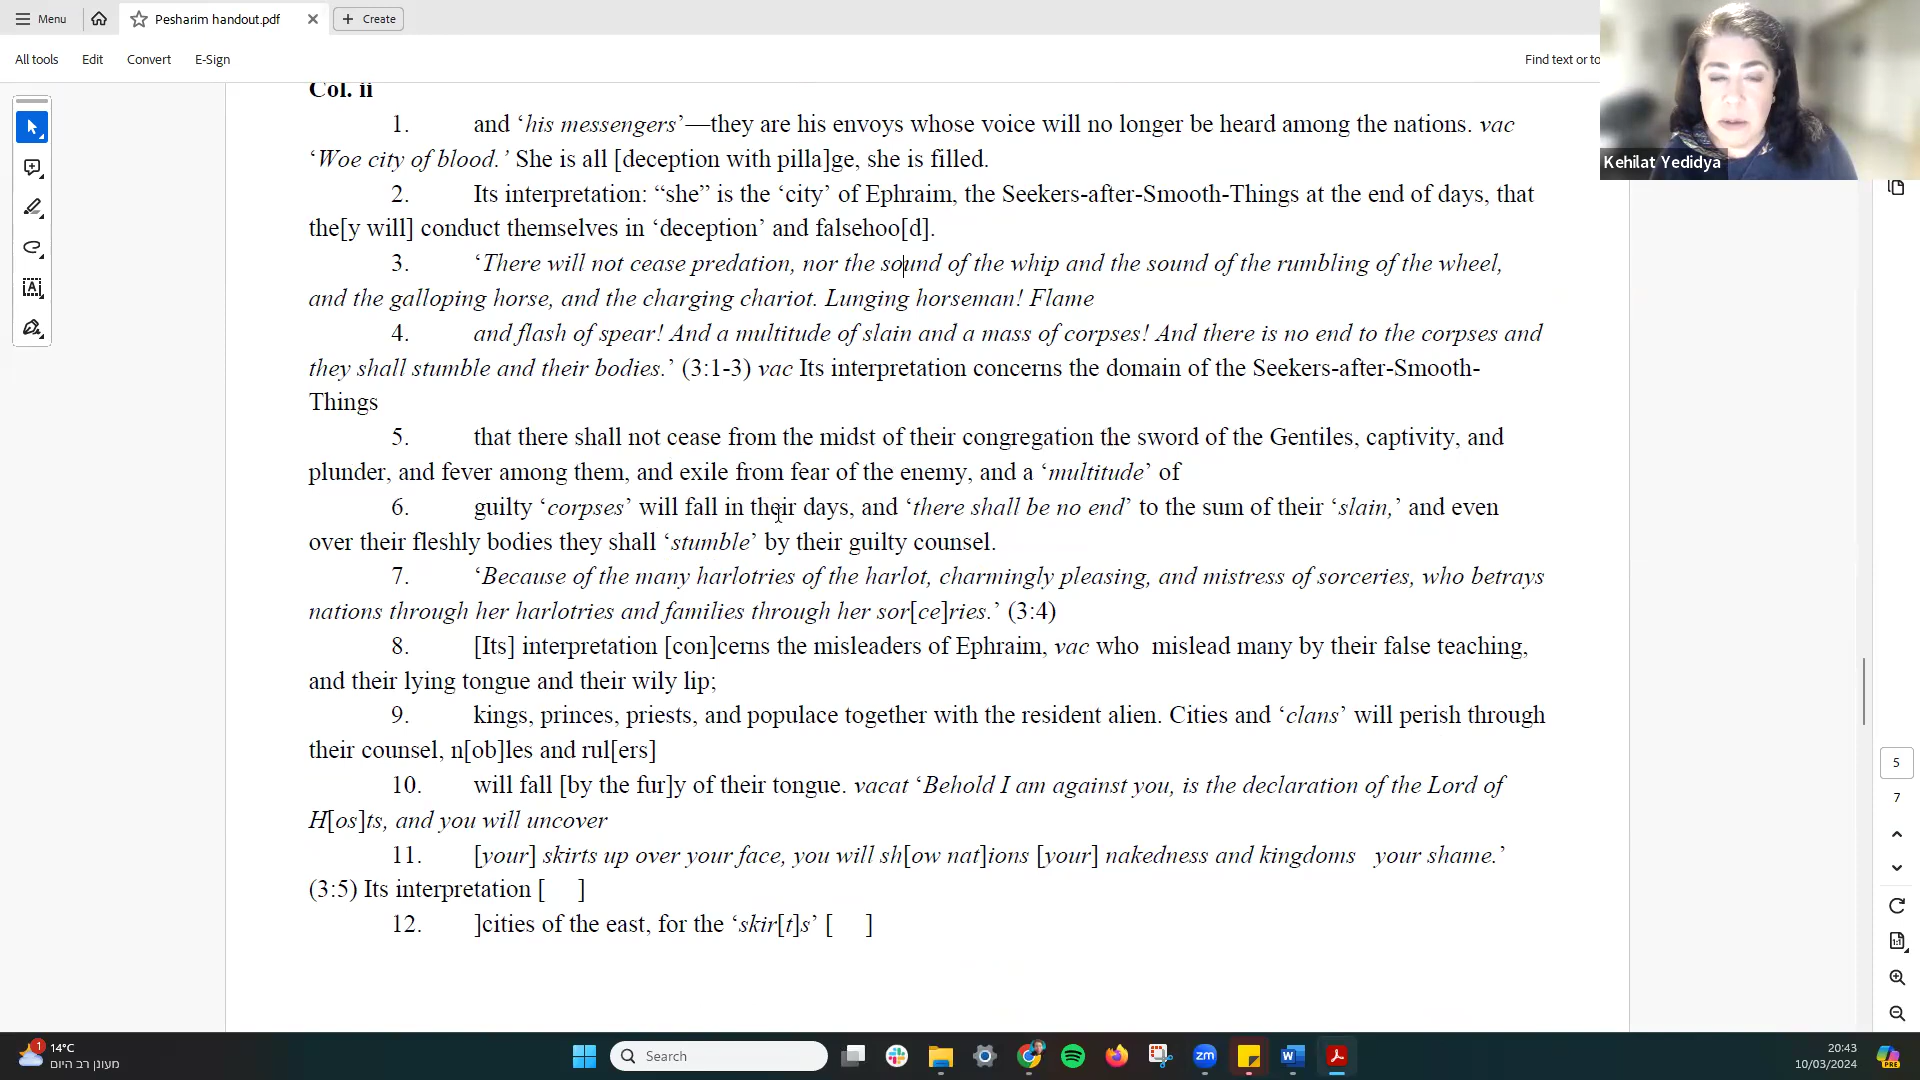 Menu
Pesharim handout.pdf
Create
All tools
Edit
Convert
E-Sign
Find text or to
Kehilat Yedidya
Col. ii
1. and ‘his messengers’—they are his envoys whose voice will no longer be heard among the nations. vac
‘Woe city of blood.’ She is all [deception with pilla]ge, she is filled.
2. Its interpretation: “she” is the ‘city’ of Ephraim, the Seekers-after-Smooth-Things at the end of days, that
the[y will] conduct themselves in ‘deception’ and falsehoo[d].
3. ‘There will not cease predation, nor the sound of the whip and the sound of the rumbling of the wheel,
and the galloping horse, and the charging chariot. Lunging horseman! Flame
4. and flash of spear! And a multitude of slain and a mass of corpses! And there is no end to the corpses and
they shall stumble and their bodies.’ (3:1-3) vac Its interpretation concerns the domain of the Seekers-after-Smooth-
Things
5. that there shall not cease from the midst of their congregation the sword of the Gentiles, captivity, and
plunder, and fever among them, and exile from fear of the enemy, and a ‘multitude’ of
6. guilty ‘corpses’ will fall in their days, and ‘there shall be no end’ to the sum of their ‘slain,’ and even
over their fleshly bodies they shall ‘stumble’ by their guilty counsel.
7. ‘Because of the many harlotries of the harlot, charmingly pleasing, and mistress of sorceries, who betrays
nations through her harlotries and families through her sor[ce]ries.’ (3:4)
8. [Its] interpretation [con]cerns the misleaders of Ephraim, vac who mislead many by their false teaching,
and their lying tongue and their wily lip;
9. kings, princes, priests, and populace together with the resident alien. Cities and ‘clans’ will perish through
their counsel, n[ob]les and rul[ers]
10. will fall [by the fur]y of their tongue. vacat ‘Behold I am against you, is the declaration of the Lord of
H[os]ts, and you will uncover
11. [your] skirts up over your face, you will sh[ow nat]ions [your] nakedness and kingdoms your shame.’
(3:5) Its interpretation [ ]
12. ]cities of the east, for the ‘skir[t]s’ [ ]
5
7
1
14°C
מעונן רב היום
Search
zm
W
20:43
10/03/2024
PRE